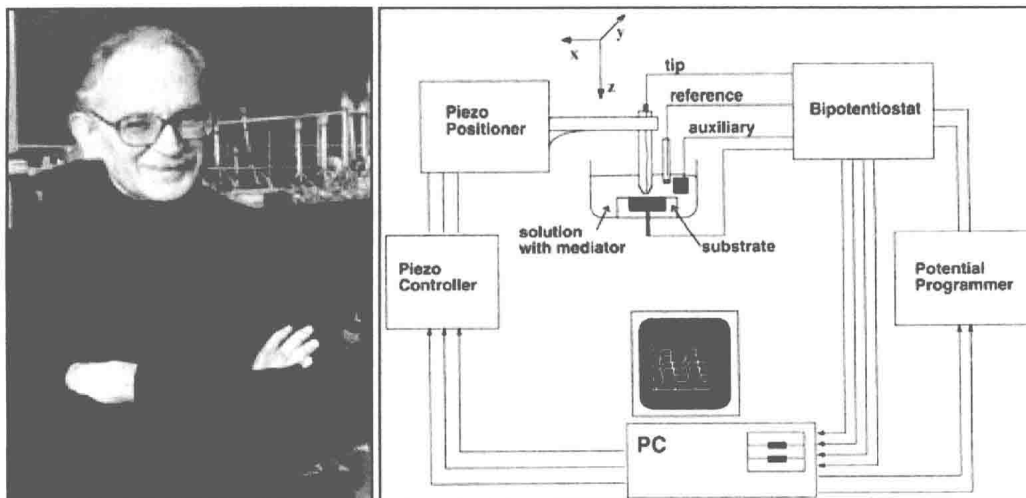 y
x
z
tip
reference
auxiliary
Piezo
Positioner
Bipotentiostat
solution
with mediator
substrate
Piezo
Controller
Potential
Programmer
PC